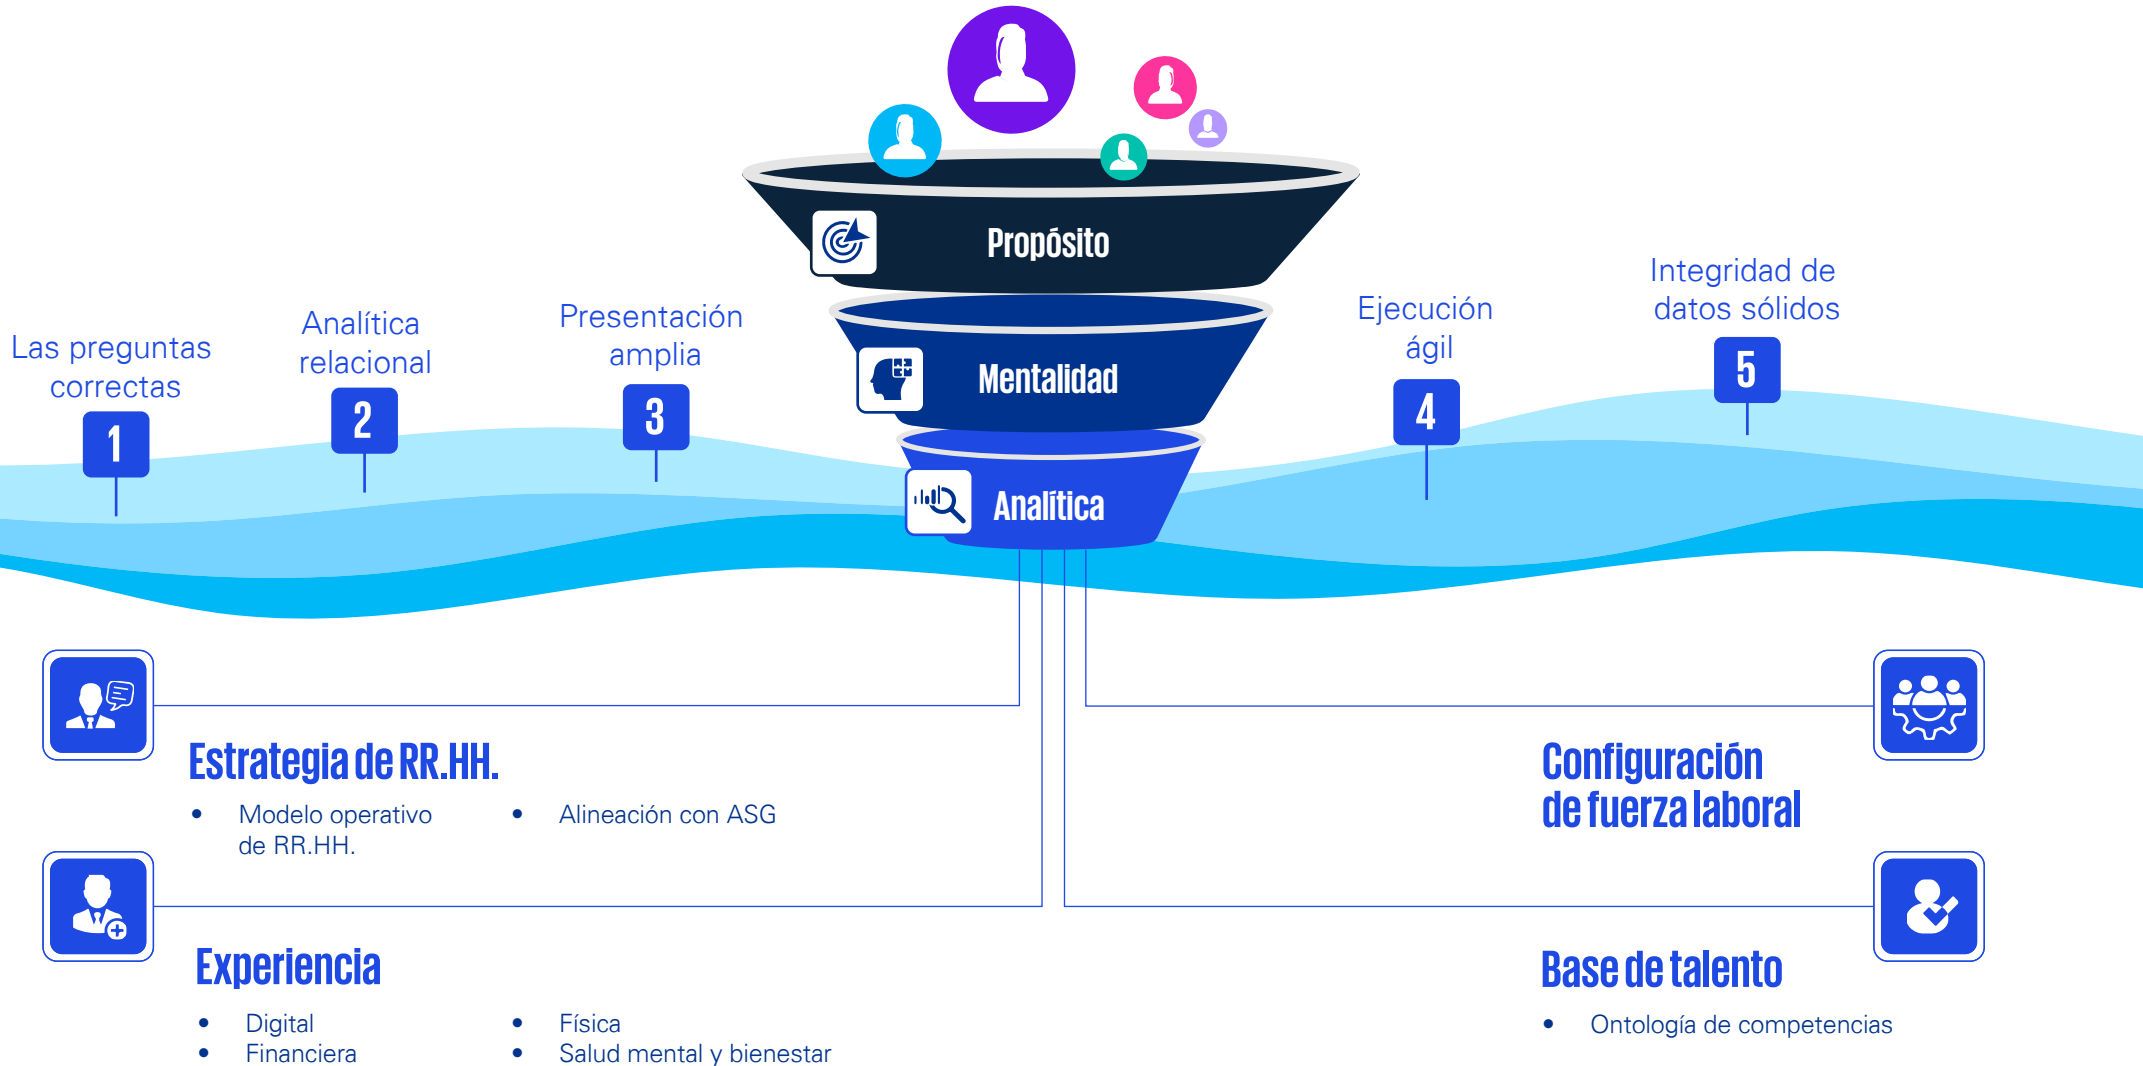 Propósito
Mentalidad
Analítica
Las preguntas
correctas
1
Analítica
relacional
2
Presentación
amplia
3
Ejecución
ágil
4
Integridad de
datos sólidos
5
Estrategia de RR.HH.
• Modelo operativo
de RR.HH.
• Alineación con ASG
Experiencia
• Digital
• Financiera
• Física
• Salud mental y bienestar
Configuración
de fuerza laboral
Base de talento
• Ontología de competencias